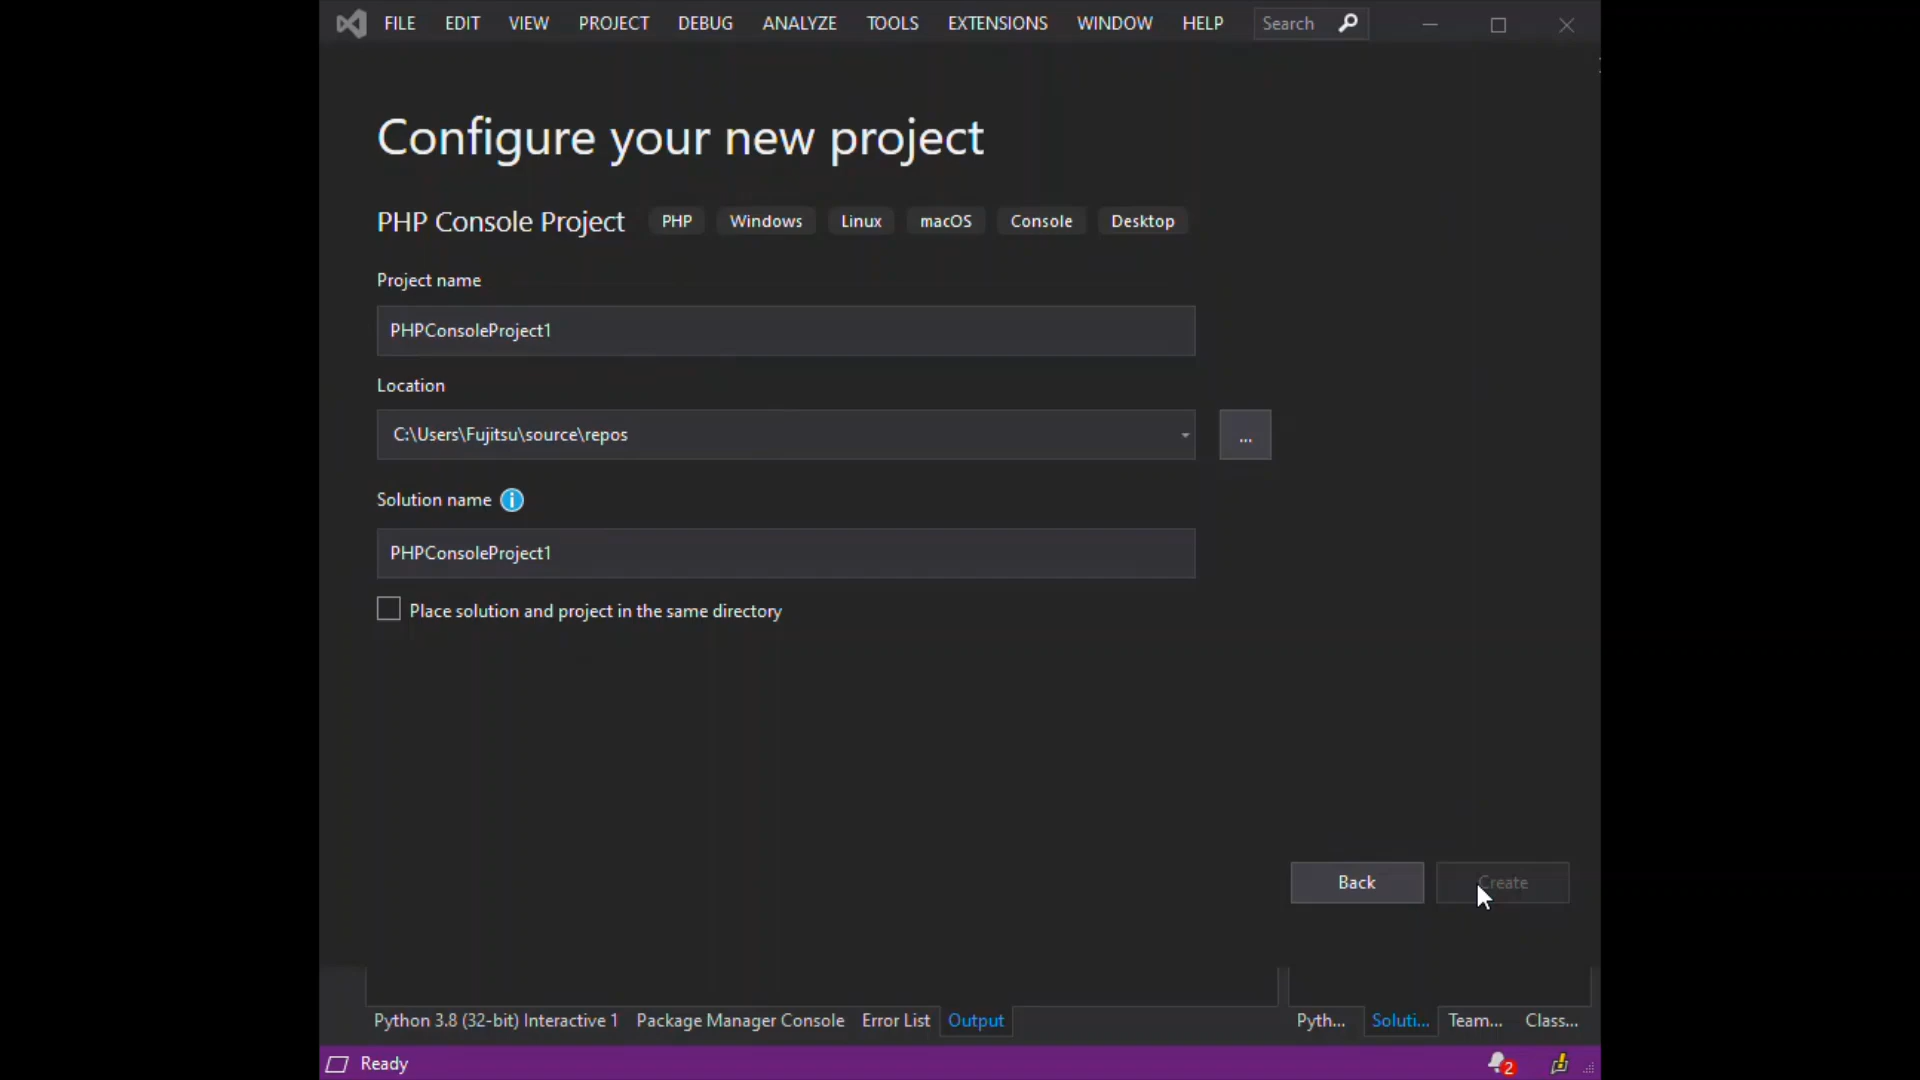 FILE EDIT VIEW PROJECT DEBUG ANALYZE TOOLS EXTENSIONS WINDOW HELP Search
Configure your new project
PHP Console Project PHP Windows Linux macOS Console Desktop
Project name
PHPConsoleProject1
Location
C:\Users\Fujitsu\source\repos
...
Solution name
PHPConsoleProject1
Place solution and project in the same directory
Back Create
Python 3.8 (32-bit) Interactive 1 Package Manager Console Error List Output Pyth... Soluti... Team... Class...
Ready 2